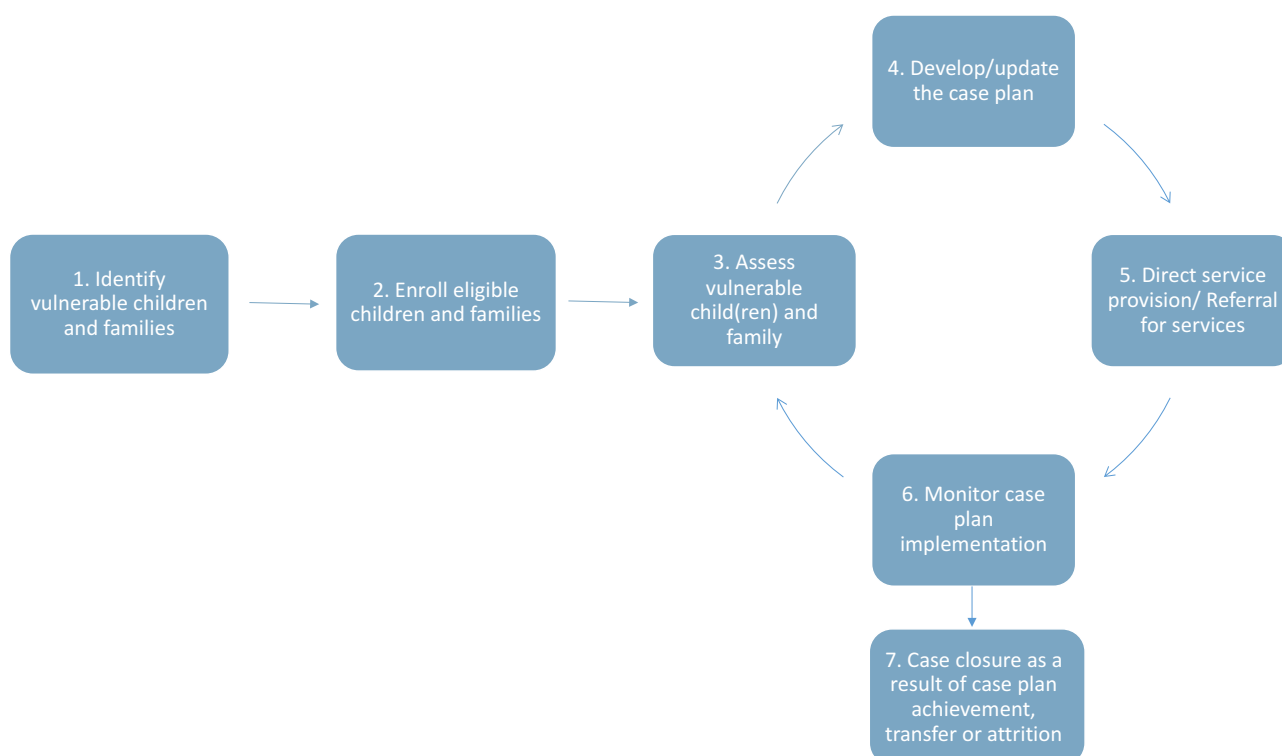 1. Identify
vulnerable children
and families
2. Enroll eligible
children and families
3. Assess
vulnerable
child(ren) and
family
4. Develop/update
the case plan
5. Direct service
provision/ Referral
for services
6. Monitor case
plan
implementation
7. Case closure as a
result of case plan
achievement,
transfer or attrition